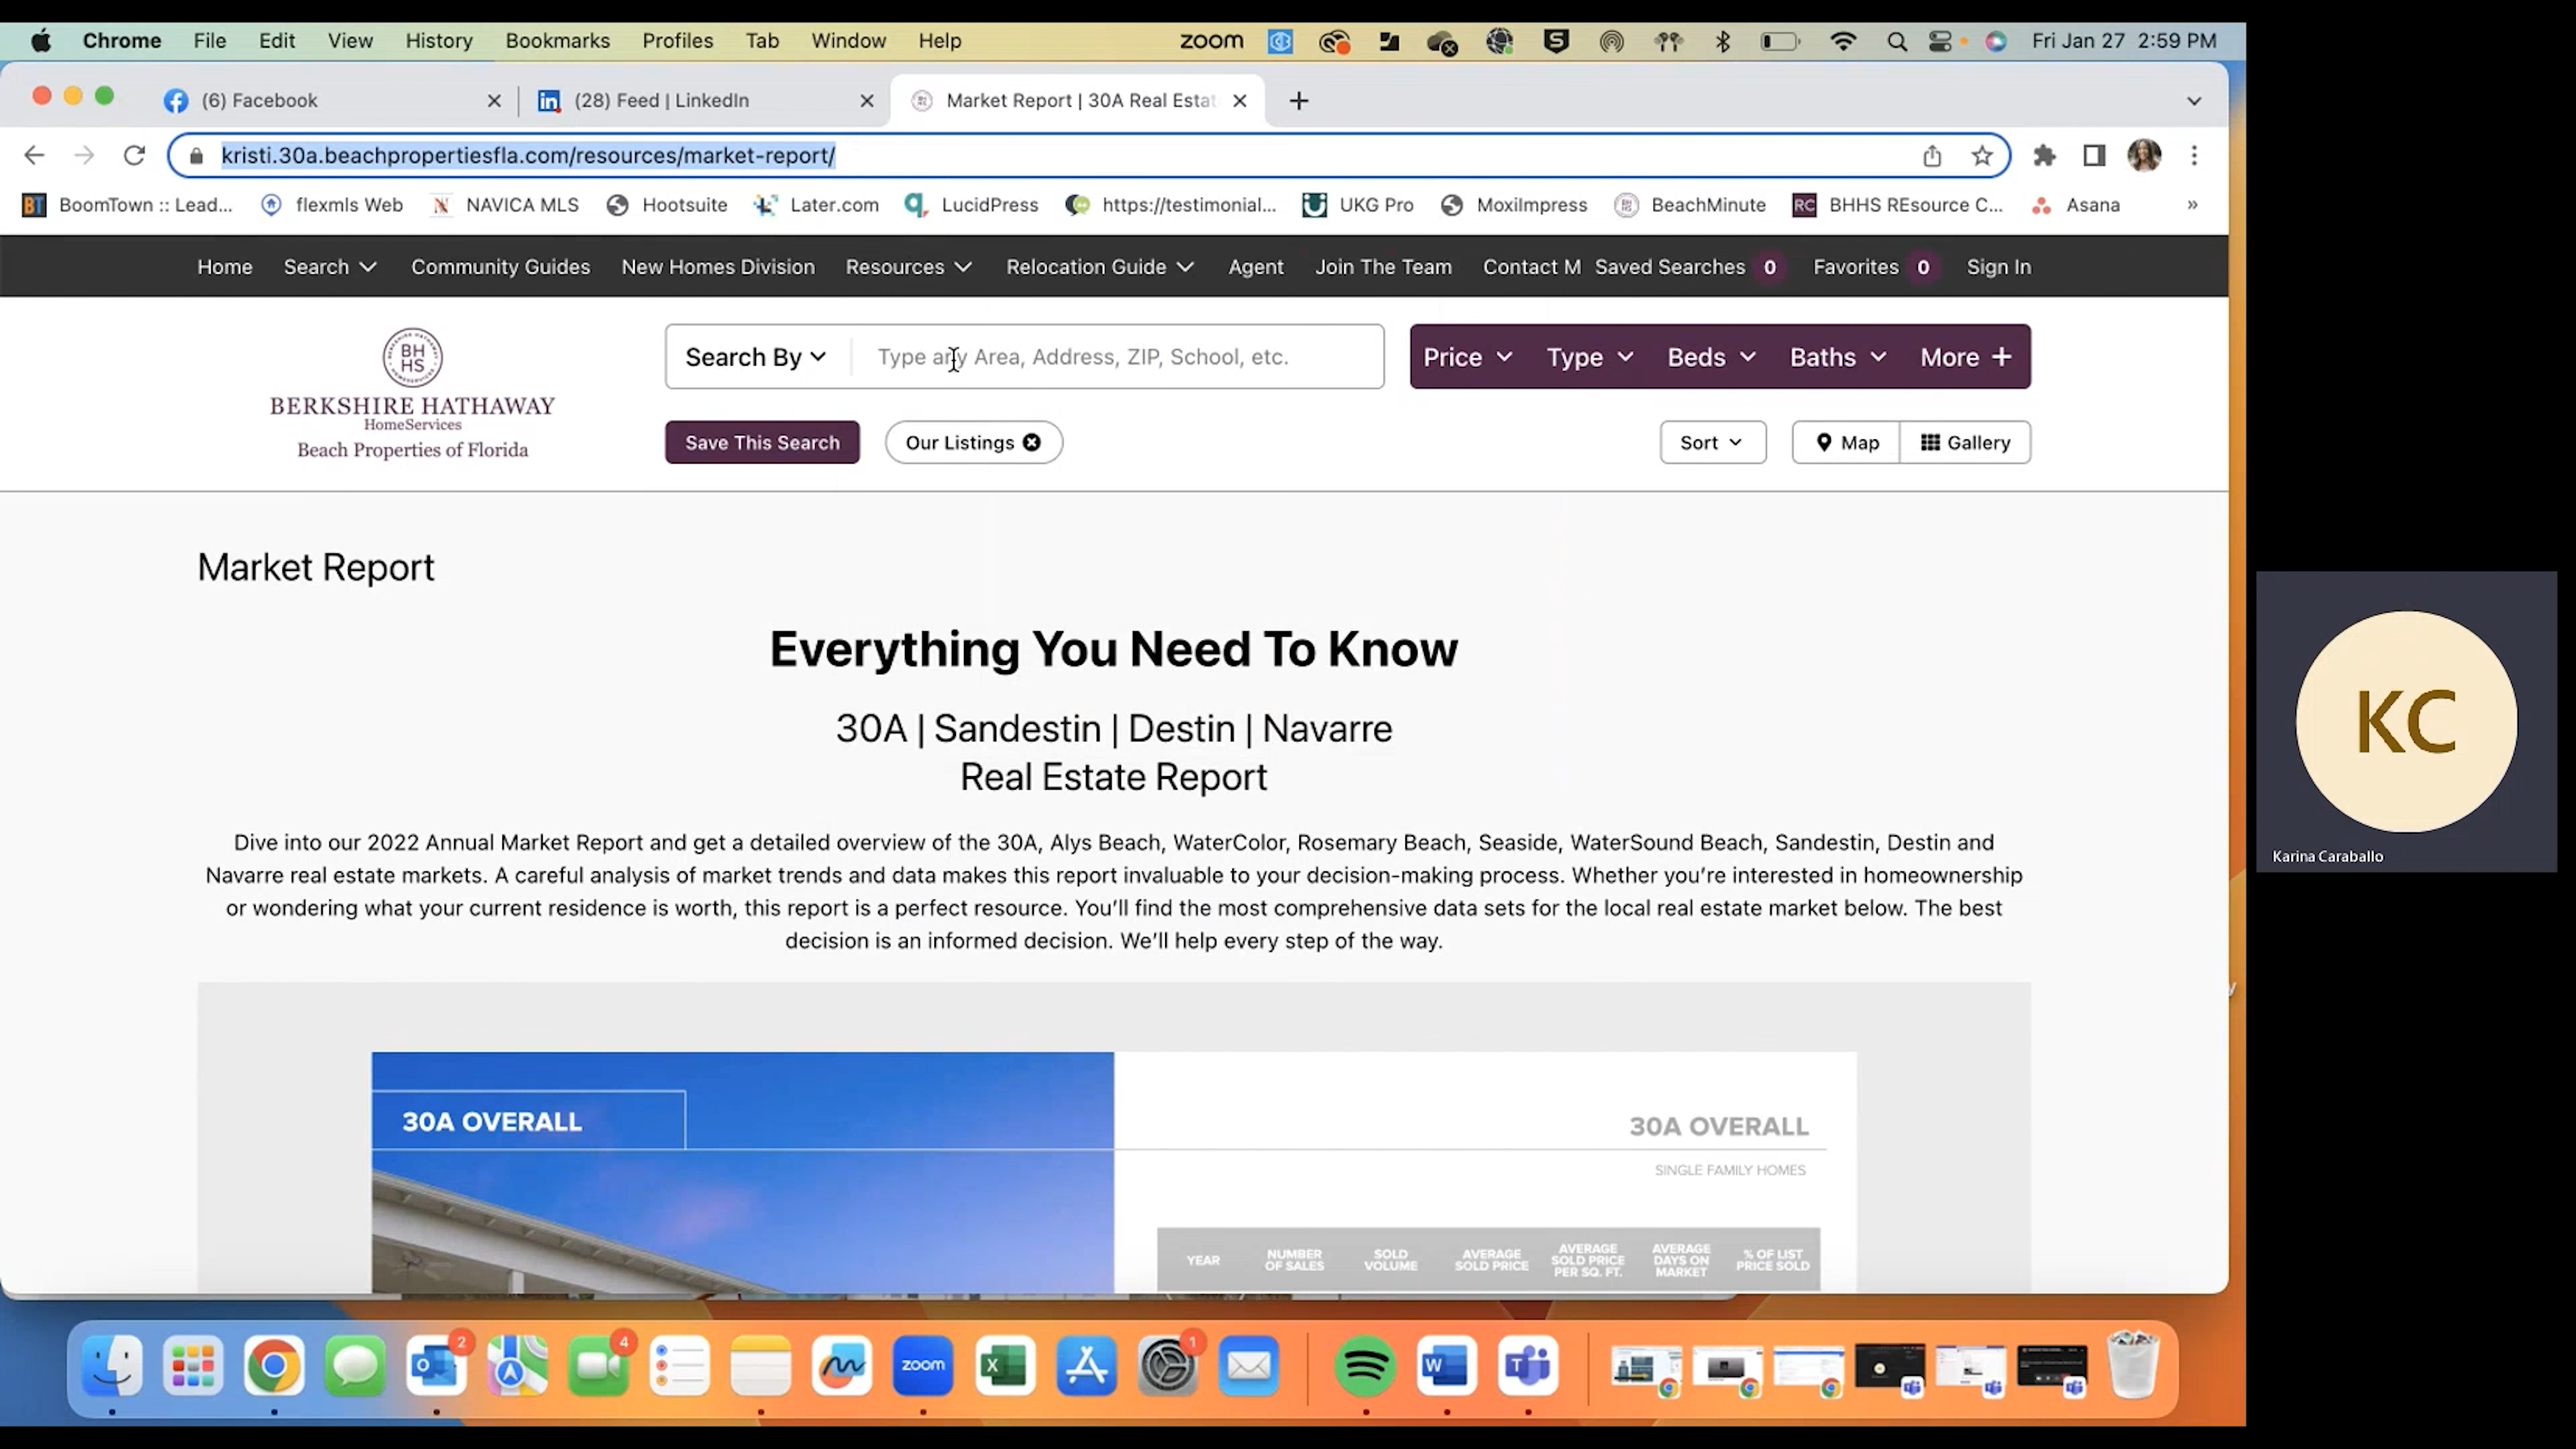 Chrome File Edit View History Bookmarks Profiles Tab Window Help zoom Fri Jan 27 2:59 PM
(6) Facebook (28) Feed | LinkedIn Market Report | 30A Real Estat
kristi.30a.beachpropertiesfla.com/resources/market-report/
BT BoomTown :: Lead... flexmls Web NAVICA MLS Hootsuite Later.com LucidPress https://testimonial... UKG Pro MoxiImpress BeachMinute RC BHHS REsource C... Asana »
Home Search Community Guides New Homes Division Resources Relocation Guide Agent Join The Team Contact M Saved Searches 0 Favorites 0 Sign In
BH
HS
BERKSHIRE HATHAWAY
HomeServices
Beach Properties of Florida
Search By Type any Area, Address, ZIP, School, etc. Price Type Beds Baths More +
Save This Search Our Listings Sort Map Gallery
Market Report
Everything You Need To Know
30A | Sandestin | Destin | Navarre
Real Estate Report
Dive into our 2022 Annual Market Report and get a detailed overview of the 30A, Alys Beach, WaterColor, Rosemary Beach, Seaside, WaterSound Beach, Sandestin, Destin and
Navarre real estate markets. A careful analysis of market trends and data makes this report invaluable to your decision-making process. Whether you're interested in homeownership
or wondering what your current residence is worth, this report is a perfect resource. You'll find the most comprehensive data sets for the local real estate market below. The best
decision is an informed decision. We'll help every step of the way.
30A OVERALL
30A OVERALL
SINGLE FAMILY HOMES
YEAR
NUMBER
OF SALES
SOLD
VOLUME
AVERAGE
SOLD PRICE
AVERAGE
SOLD PRICE
PER SQ. FT.
AVERAGE
DAYS ON
MARKET
% OF LIST
PRICE SOLD
2 4 zoom 1
KC
Karina Caraballo